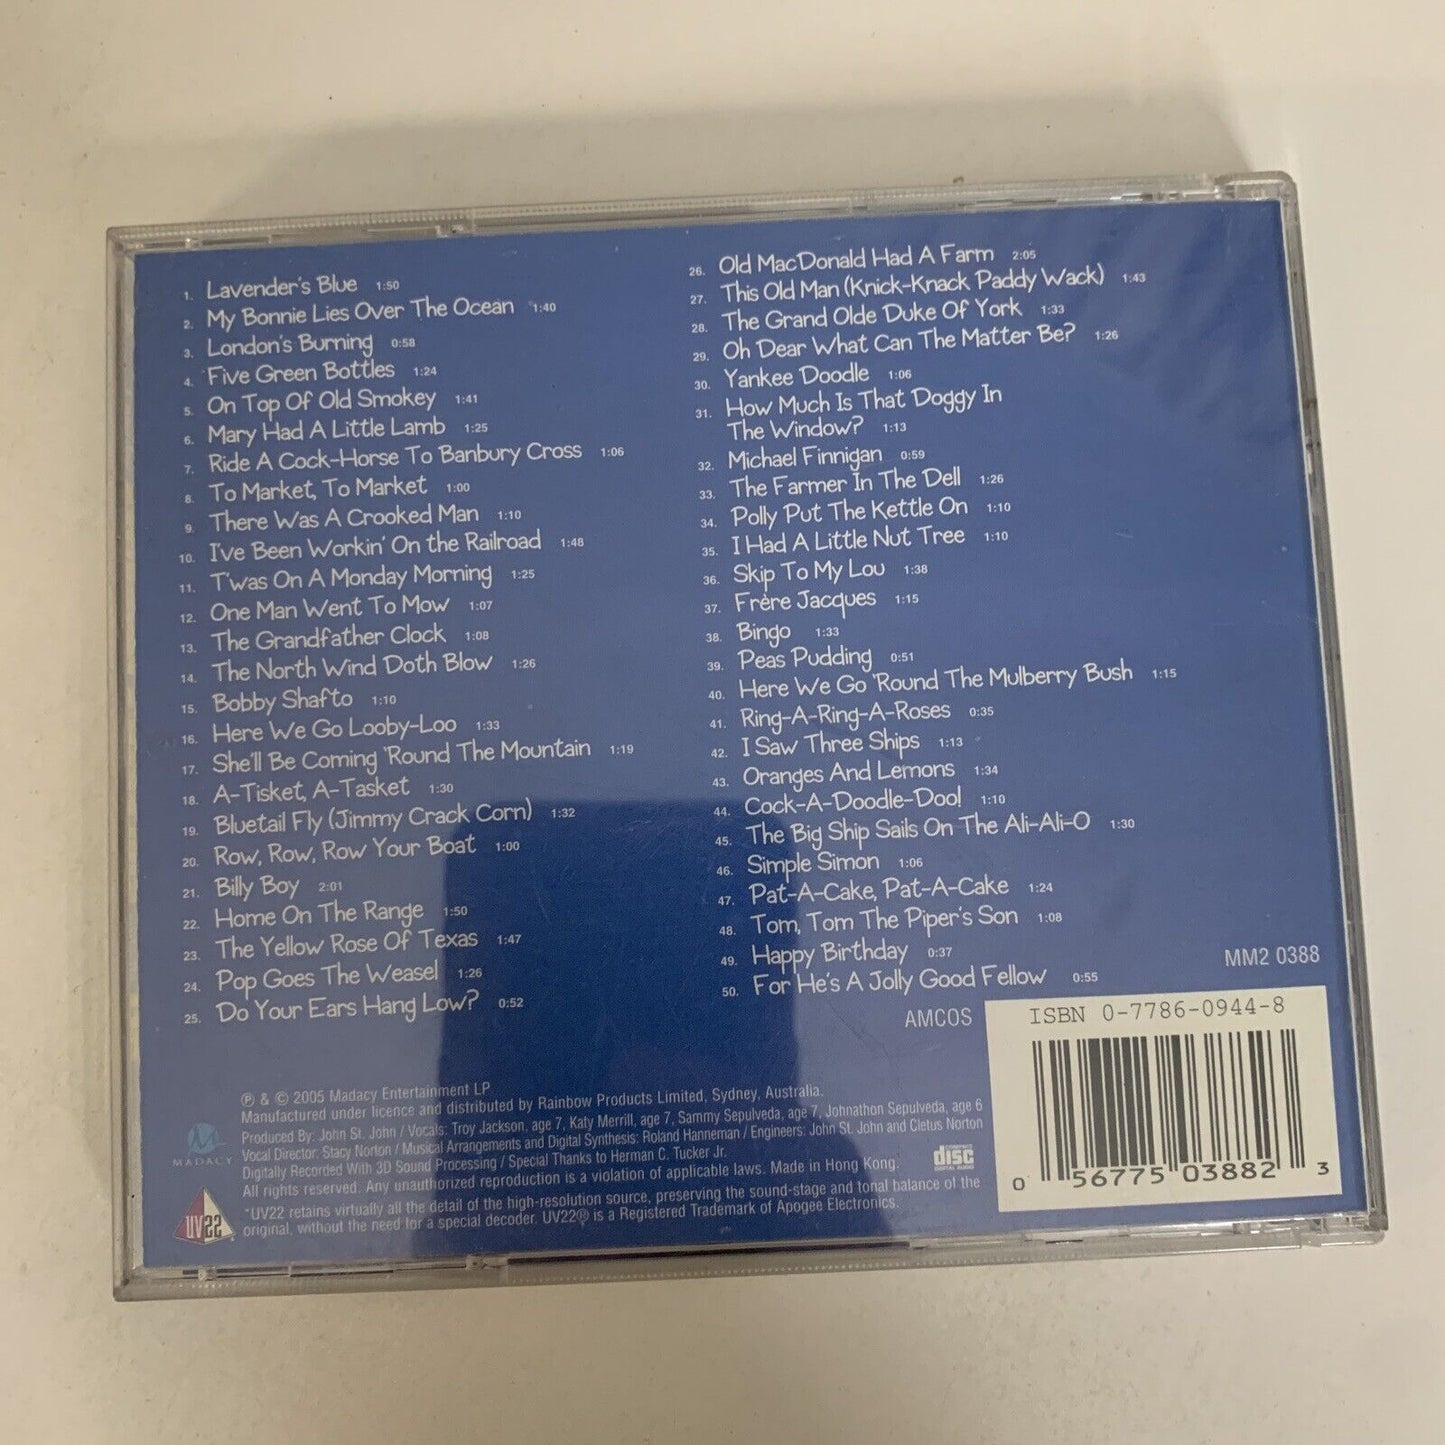 1. Lavender's Blue 1:50
2. My Bonnie Lies Over The Ocean 1:40
3. London's Burning 0:58
4. Five Green Bottles 1:24
5. On Top Of Old Smokey 1:41
6. Mary Had A Little Lamb 1:25
7. Ride A Cock-Horse To Banbury Cross 1:06
8. To Market, To Market 1:00
9. There Was A Crooked Man 1:10
10. I've Been Workin' On the Railroad 1:48
11. T'was On A Monday Morning 1:25
12. One Man Went To Mow 1:07
13. The Grandfather Clock 1:08
14. The North Wind Doth Blow 1:26
15. Bobby Shafto 1:10
16. Here We Go Looby-Loo 1:33
17. She'll Be Coming 'Round The Mountain 1:19
18. A-Tisket, A-Tasket 1:30
19. Bluetail Fly (Jimmy Crack Corn) 1:32
20. Row, Row, Row Your Boat 1:00
21. Billy Boy 2:01
22. Home On The Range 1:50
23. The Yellow Rose Of Texas 1:47
24. Pop Goes The Weasel 1:26
25. Do Your Ears Hang Low? 0:52
26. Old MacDonald Had A Farm 2:05
27. This Old Man (Knick-Knack Paddy Wack) 1:43
28. The Grand Olde Duke Of York 1:33
29. Oh Dear What Can The Matter Be? 1:26
30. Yankee Doodle 1:06
31. How Much Is That Doggy In
The Window? 1:13
32. Michael Finnigan 0:59
33. The Farmer In The Dell 1:26
34. Polly Put The Kettle On 1:10
35. I Had A Little Nut Tree 1:10
36. Skip To My Lou 1:38
37. Frère Jacques 1:15
38. Bingo 1:33
39. Peas Pudding 0:51
40. Here We Go 'Round The Mulberry Bush 1:15
41. Ring-A-Ring-A-Roses 0:35
42. I Saw Three Ships 1:13
43. Oranges And Lemons 1:34
44. Cock-A-Doodle-Doo! 1:10
45. The Big Ship Sails On The Ali-Ali-O 1:30
46. Simple Simon 1:06
47. Pat-A-Cake, Pat-A-Cake 1:24
48. Tom, Tom The Piper's Son 1:08
49. Happy Birthday 0:37
50. For He's A Jolly Good Fellow 0:55
MM2 0388
AMCOS
ISBN 0-7786-0944-8
0 56775 03882 3
℗ & © 2005 Madacy Entertainment LP
Manufactured under licence and distributed by Rainbow Products Limited, Sydney, Australia.
Produced By: John St. John / Vocals: Troy Jackson, age 7, Katy Merrill, age 7, Sammy Sepulveda, age 7, Johnathon Sepulveda, age 6
Vocal Director: Stacy Norton / Musical Arrangements and Digital Synthesis: Roland Hanneman / Engineers: John St. John and Cletus Norton
Digitally Recorded With 3D Sound Processing / Special Thanks to Herman C. Tucker Jr.
All rights reserved. Any unauthorized reproduction is a violation of applicable laws. Made in Hong Kong.
*UV22 retains virtually all the detail of the high-resolution source, preserving the sound-stage and tonal balance of the
original, without the need for a special decoder. UV22® is a Registered Trademark of Apogee Electronics.
MADACY
UV22
COMPACT
disc
DIGITAL AUDIO